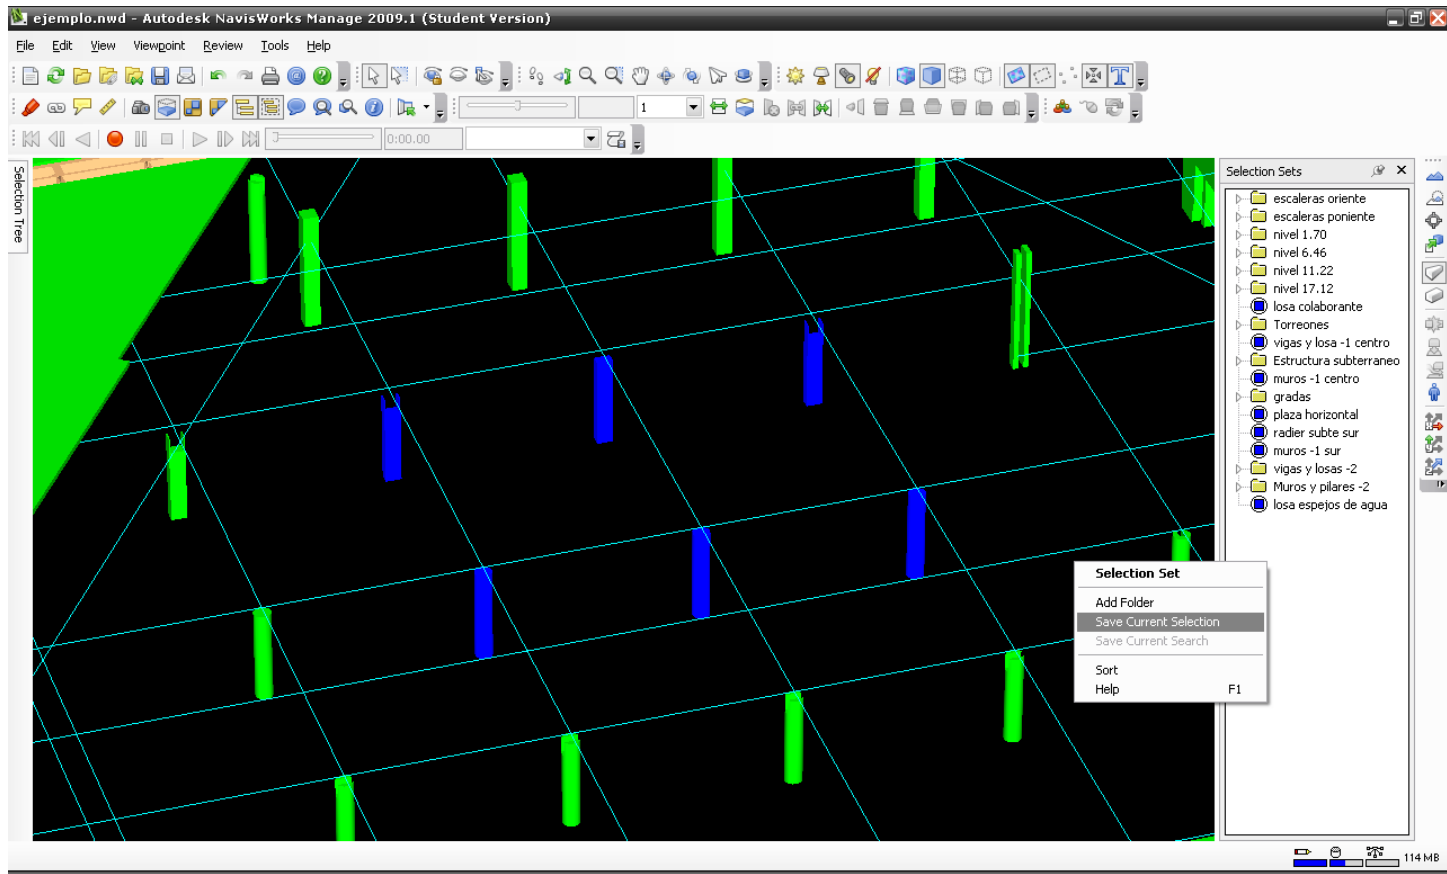 ejemplo.nwd - Autodesk NavisWorks Manage 2009.1 (Student Version)
File Edit View Viewpoint Review Tools Help
1
0:00.00
Selection Tree
Selection Sets
escaleras oriente
escaleras poniente
nivel 1.70
nivel 6.46
nivel 11.22
nivel 17.12
losa colaborante
Torreones
vigas y losa -1 centro
Estructura subterraneo
muros -1 centro
gradas
plaza horizontal
radier subte sur
muros -1 sur
vigas y losas -2
Muros y pilares -2
losa espejos de agua
Selection Set
Add Folder
Save Current Selection
Save Current Search
Sort
Help F1
114 MB